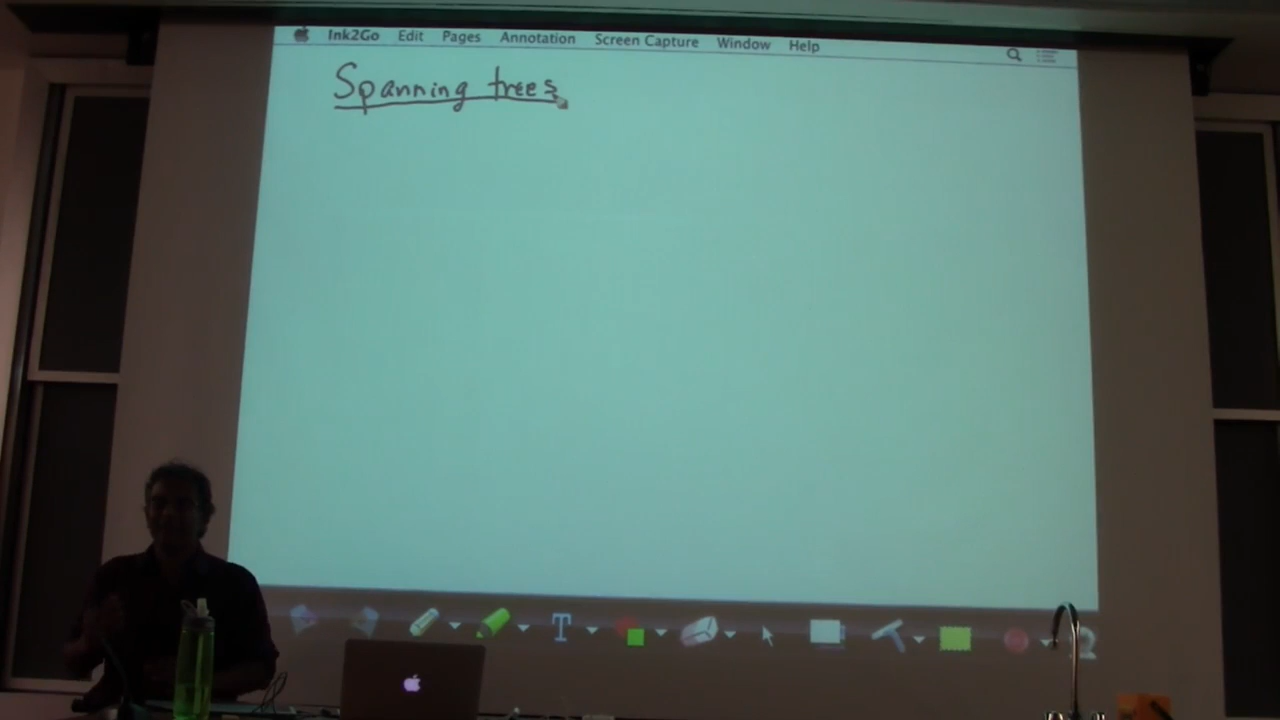 Ink2Go Edit Pages Annotation Screen Capture Window Help
Spanning trees
T